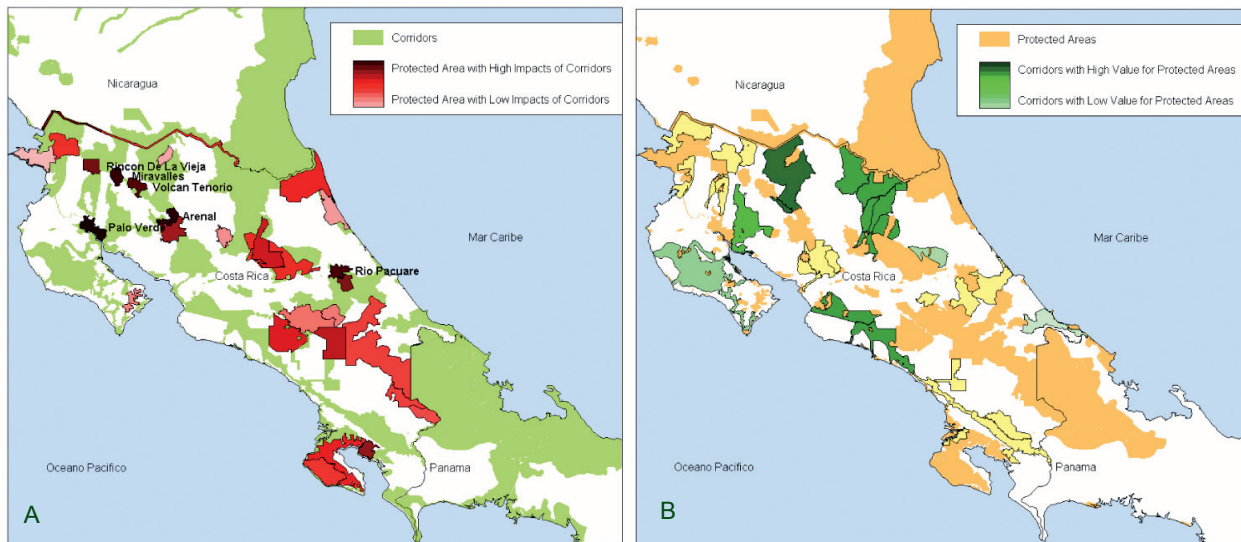 Corridors
Protected Area with High Impacts of Corridors
Protected Area with Low Impacts of Corridors
Nicaragua
Rincon De La Vieja
Miravalles
Volcan Tenorio
Arenal
Palo Verde
Mar Caribe
Costa Rica
Rio Pacuare
Oceano Pacifico
Panama
A
Protected Areas
Corridors with High Value for Protected Areas
Corridors with Low Value for Protected Areas
Nicaragua
Mar Caribe
Costa Rica
Oceano Pacifico
Panama
B